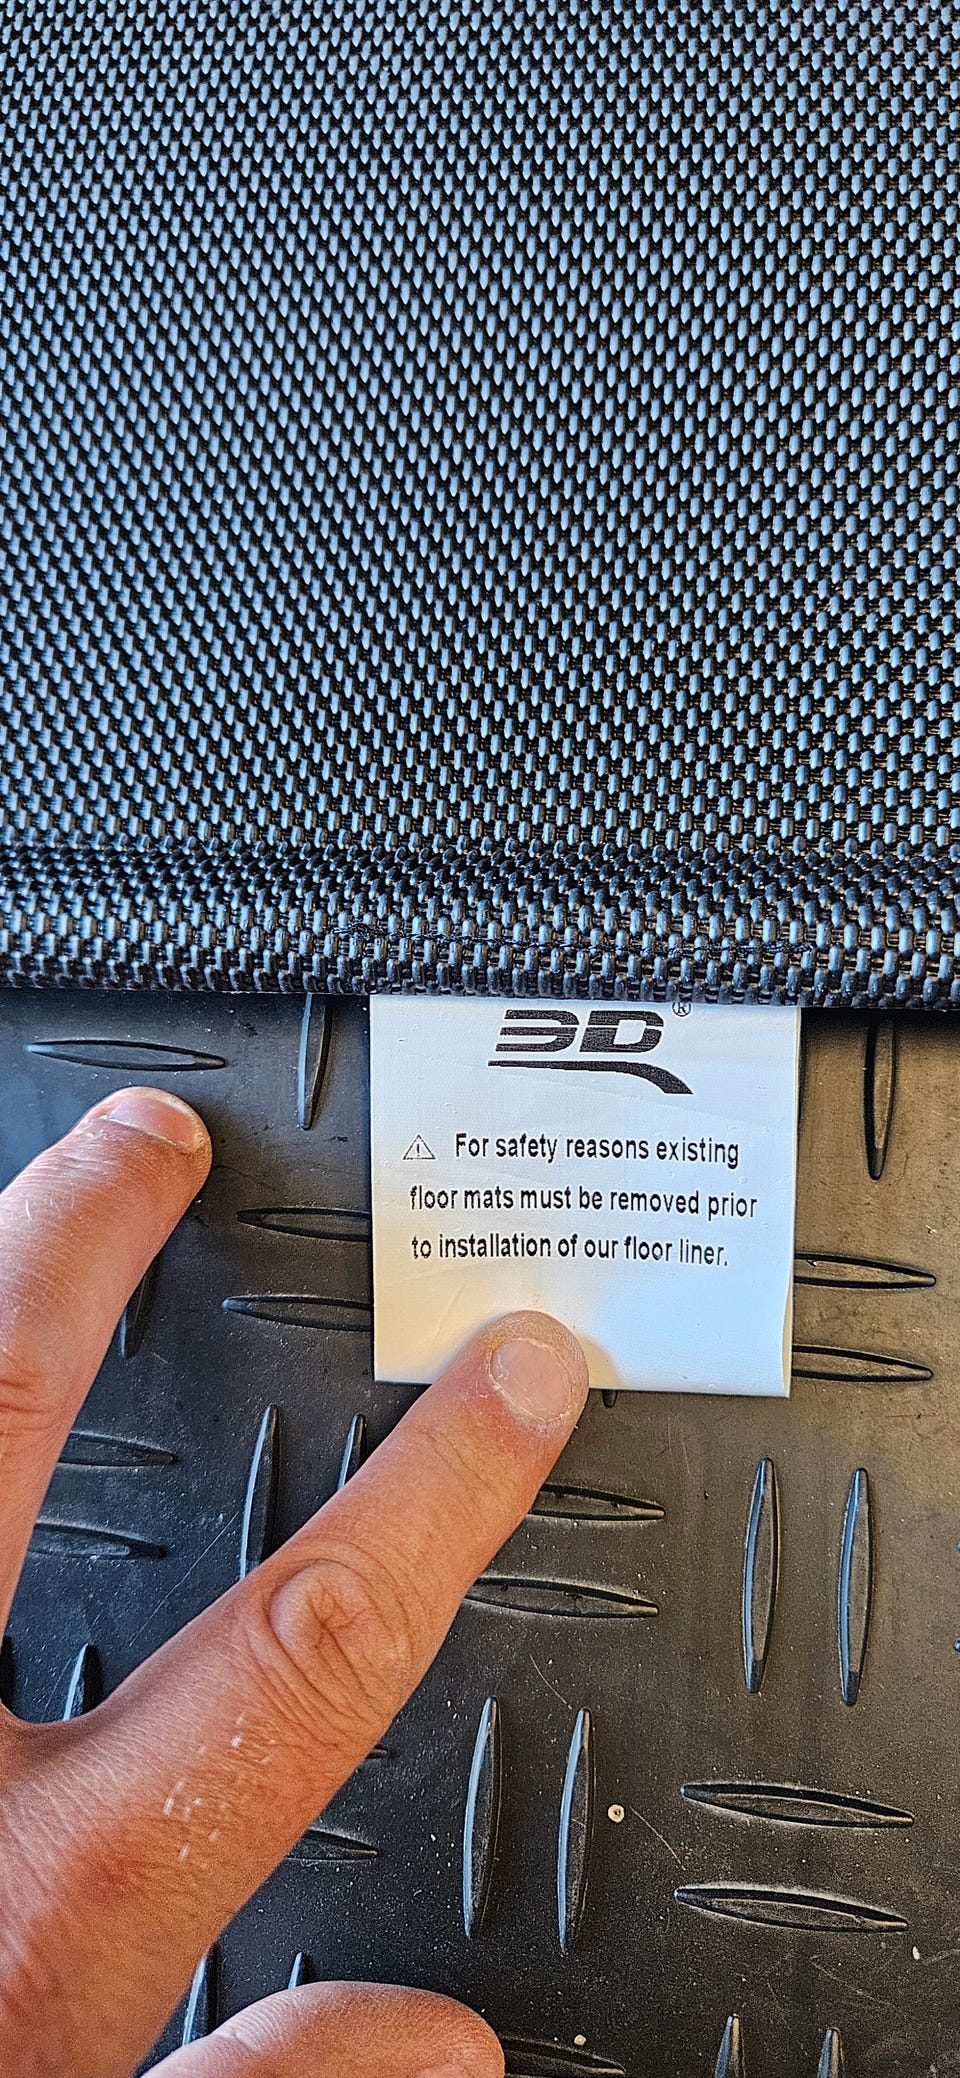 3D®
For safety reasons existing
floor mats must be removed prior
to installation of our floor liner.